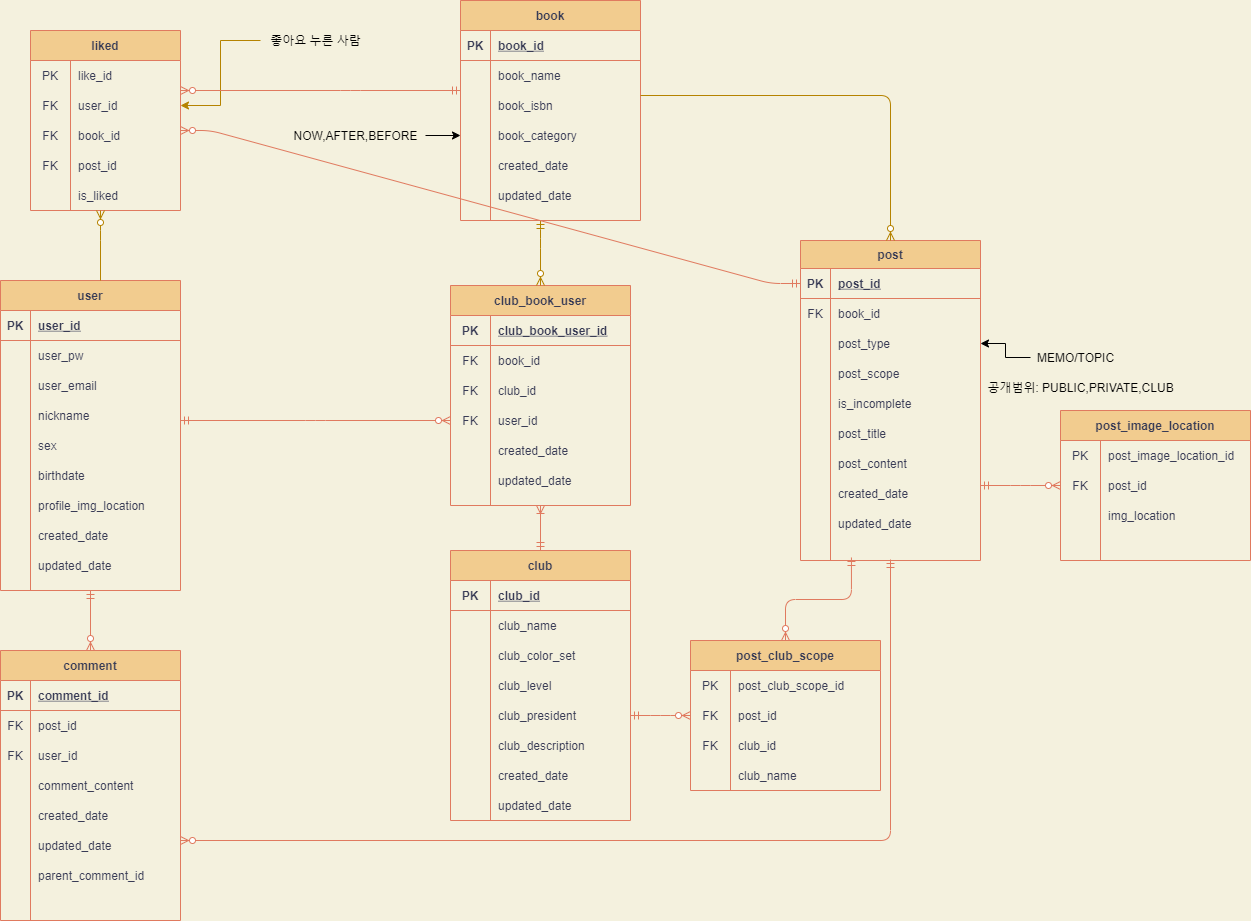 liked
PK like_id
FK user_id
FK book_id
FK post_id
is_liked
좋아요 누른 사람
book
PK book_id
book_name
book_isbn
book_category
created_date
updated_date
NOW,AFTER,BEFORE
user
PK user_id
user_pw
user_email
nickname
sex
birthdate
profile_img_location
created_date
updated_date
club_book_user
PK club_book_user_id
FK book_id
FK club_id
FK user_id
created_date
updated_date
post
PK post_id
FK book_id
post_type
post_scope
is_incomplete
post_title
post_content
created_date
updated_date
MEMO/TOPIC
공개범위: PUBLIC,PRIVATE,CLUB
post_image_location
PK post_image_location_id
FK post_id
img_location
club
PK club_id
club_name
club_color_set
club_level
club_president
club_description
created_date
updated_date
post_club_scope
PK post_club_scope_id
FK post_id
FK club_id
club_name
comment
PK comment_id
FK post_id
FK user_id
comment_content
created_date
updated_date
parent_comment_id